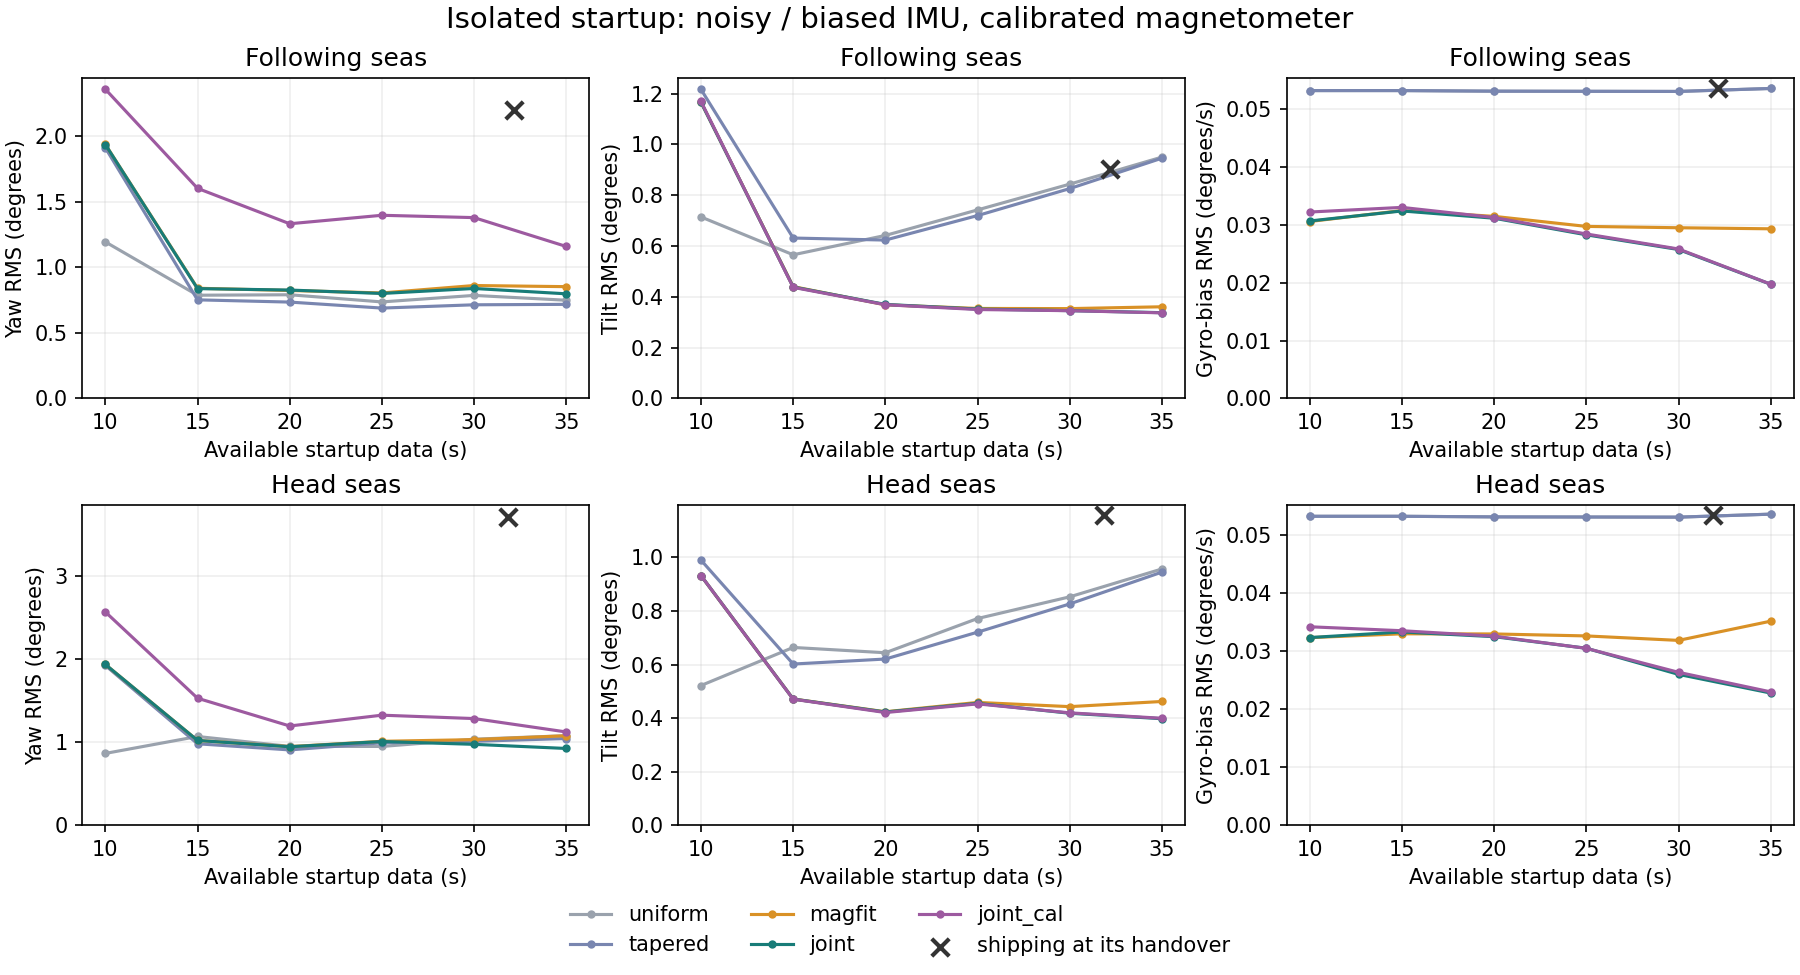 Isolated startup: noisy / biased IMU, calibrated magnetometer
Following seas
Yaw RMS (degrees)
2.0
1.5
1.0
0.5
0.0
10 15 20 25 30 35
Available startup data (s)
Following seas
Tilt RMS (degrees)
1.2
1.0
0.8
0.6
0.4
0.2
0.0
10 15 20 25 30 35
Available startup data (s)
Following seas
Gyro-bias RMS (degrees/s)
0.05
0.04
0.03
0.02
0.01
0.00
10 15 20 25 30 35
Available startup data (s)
Head seas
Yaw RMS (degrees)
3
2
1
0
10 15 20 25 30 35
Available startup data (s)
Head seas
Tilt RMS (degrees)
1.0
0.8
0.6
0.4
0.2
0.0
10 15 20 25 30 35
Available startup data (s)
Head seas
Gyro-bias RMS (degrees/s)
0.05
0.04
0.03
0.02
0.01
0.00
10 15 20 25 30 35
Available startup data (s)
uniform
tapered
magfit
joint
joint_cal
shipping at its handover